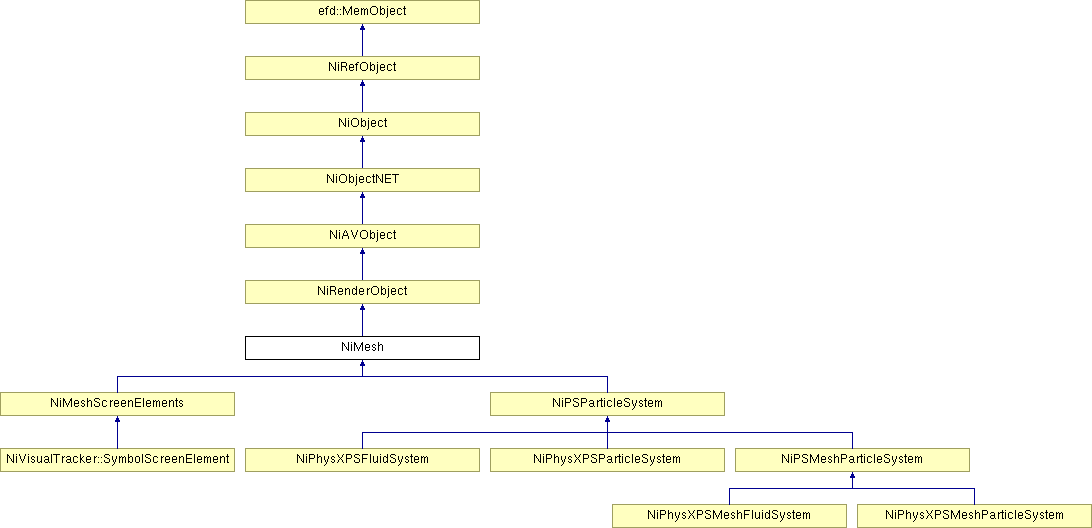 efd::MemObject
NiRefObject
NiObject
NiObjectNET
NiAVObject
NiRenderObject
NiMesh
NiMeshScreenElements
NiPSParticleSystem
NiVisualTracker::SymbolScreenElement
NiPhysXPSFluidSystem
NiPhysXPSParticleSystem
NiPSMeshParticleSystem
NiPhysXPSMeshFluidSystem
NiPhysXPSMeshParticleSystem